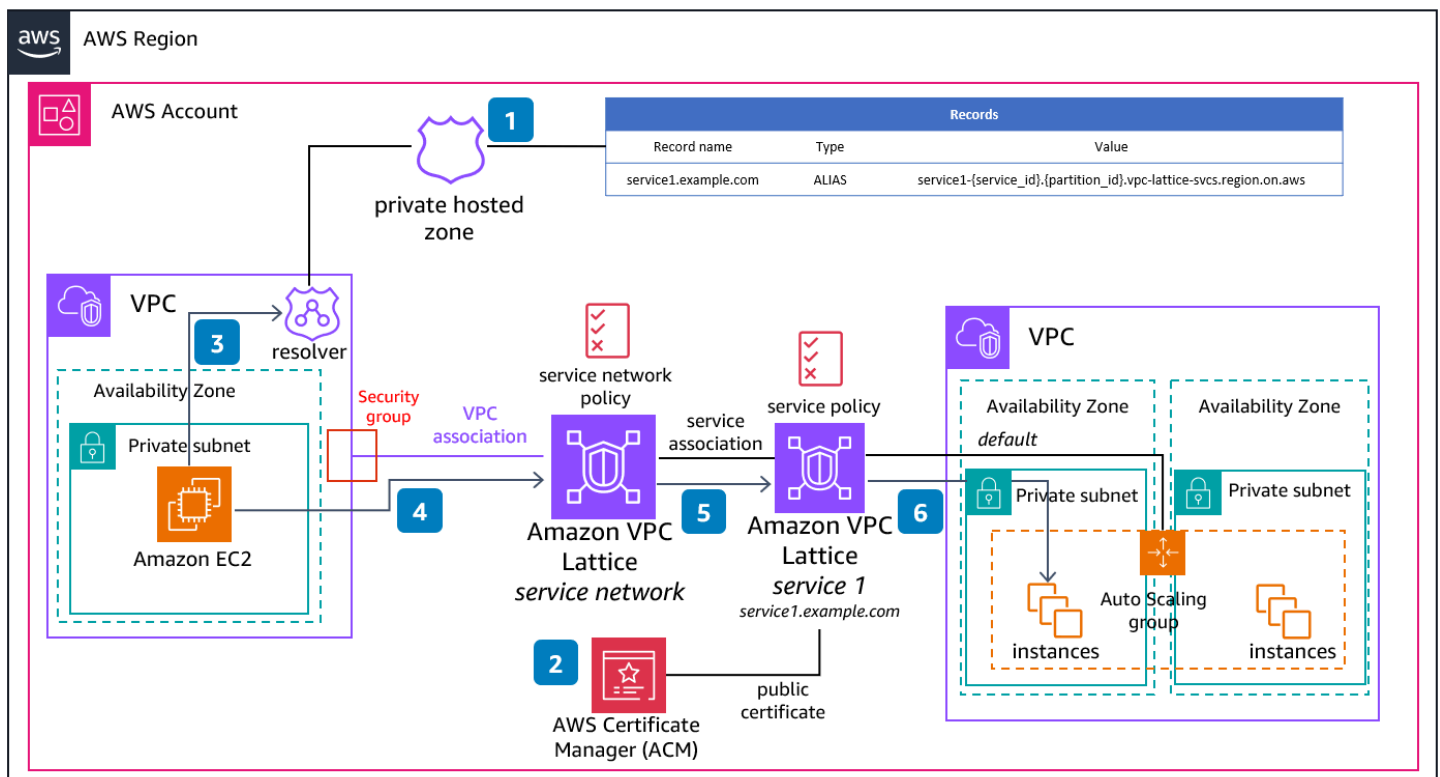 aws
AWS Region
AWS Account
1
Records
Record name Type Value
service1.example.com ALIAS service1-{service_id}.{partition_id}.vpc-lattice-svcs.region.on.aws
private hosted
zone
VPC
resolver
3
Availability Zone
Private subnet
Amazon EC2
Security
group
VPC
association
4
service network
policy
Amazon VPC
Lattice
service network
service
association
5
service policy
Amazon VPC
Lattice
service 1
service1.example.com
6
2
AWS Certificate
Manager (ACM)
public
certificate
VPC
Availability Zone
default
Private subnet
instances
Auto Scaling
group
Availability Zone
Private subnet
instances